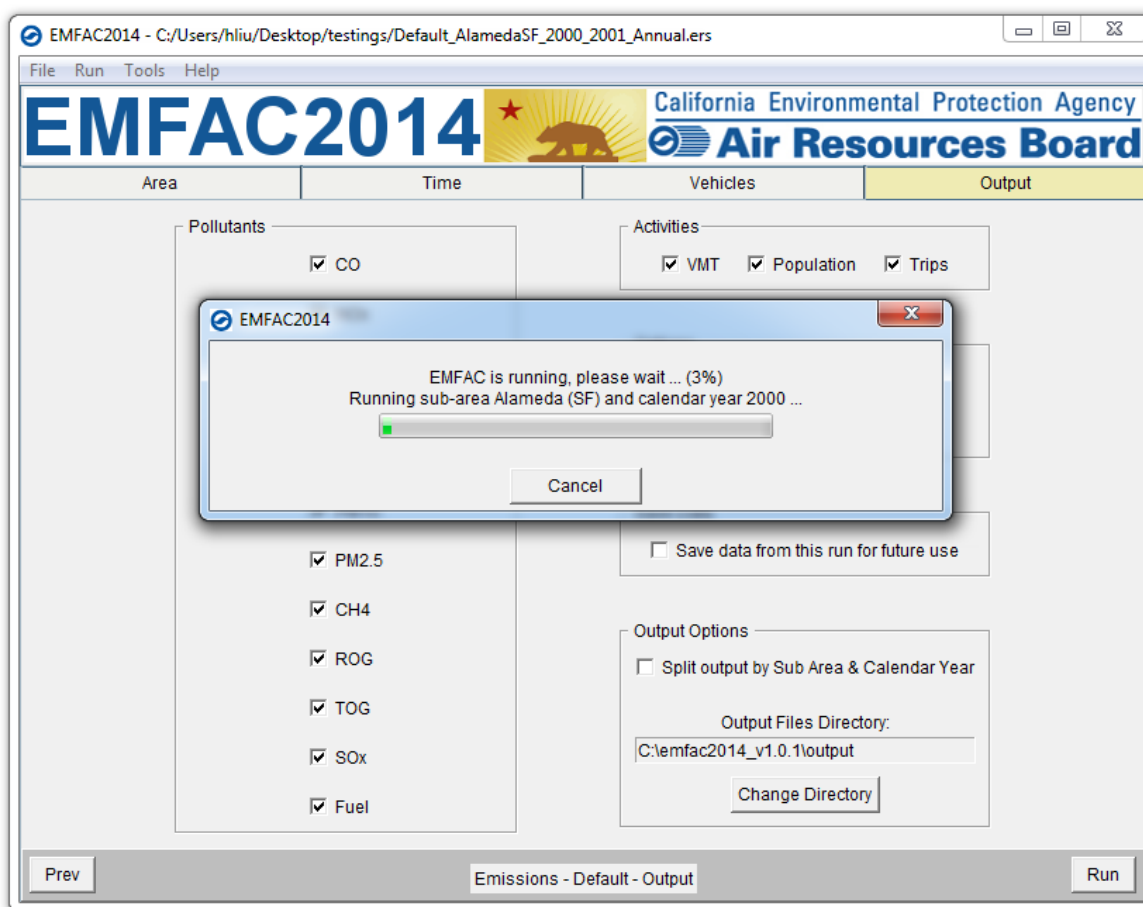 EMFAC2014 - C:/Users/hliu/Desktop/testings/Default_AlamedaSF_2000_2001_Annual.ers
File Run Tools Help
EMFAC2014
California Environmental Protection Agency
Air Resources Board
Area Time Vehicles Output
Pollutants
CO
Activities
VMT Population Trips
EMFAC2014
EMFAC is running, please wait ... (3%)
Running sub-area Alameda (SF) and calendar year 2000 ...
Cancel
PM2.5
CH4
ROG
TOG
SOx
Fuel
Save data from this run for future use
Output Options
Split output by Sub Area & Calendar Year
Output Files Directory:
C:\emfac2014_v1.0.1\output
Change Directory
Prev
Emissions - Default - Output
Run